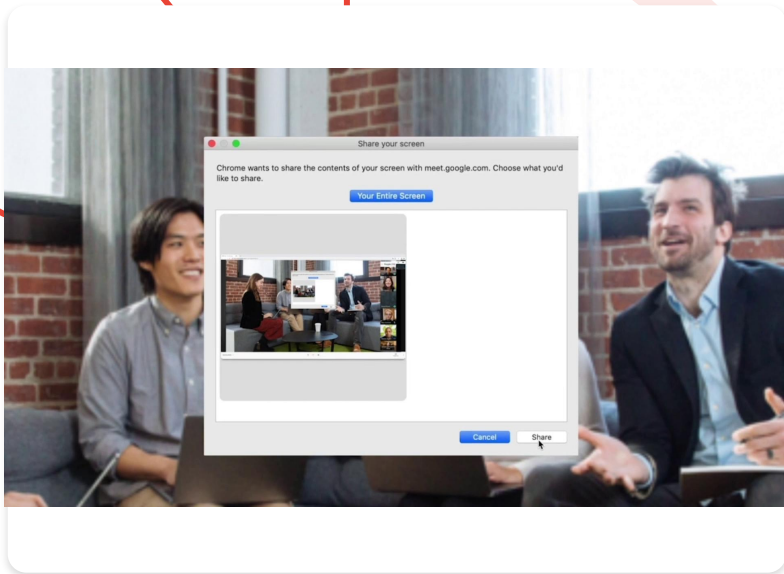 Share your screen
Chrome wants to share the contents of your screen with meet.google.com. Choose what you'd
like to share.
Your Entire Screen
Cancel
Share